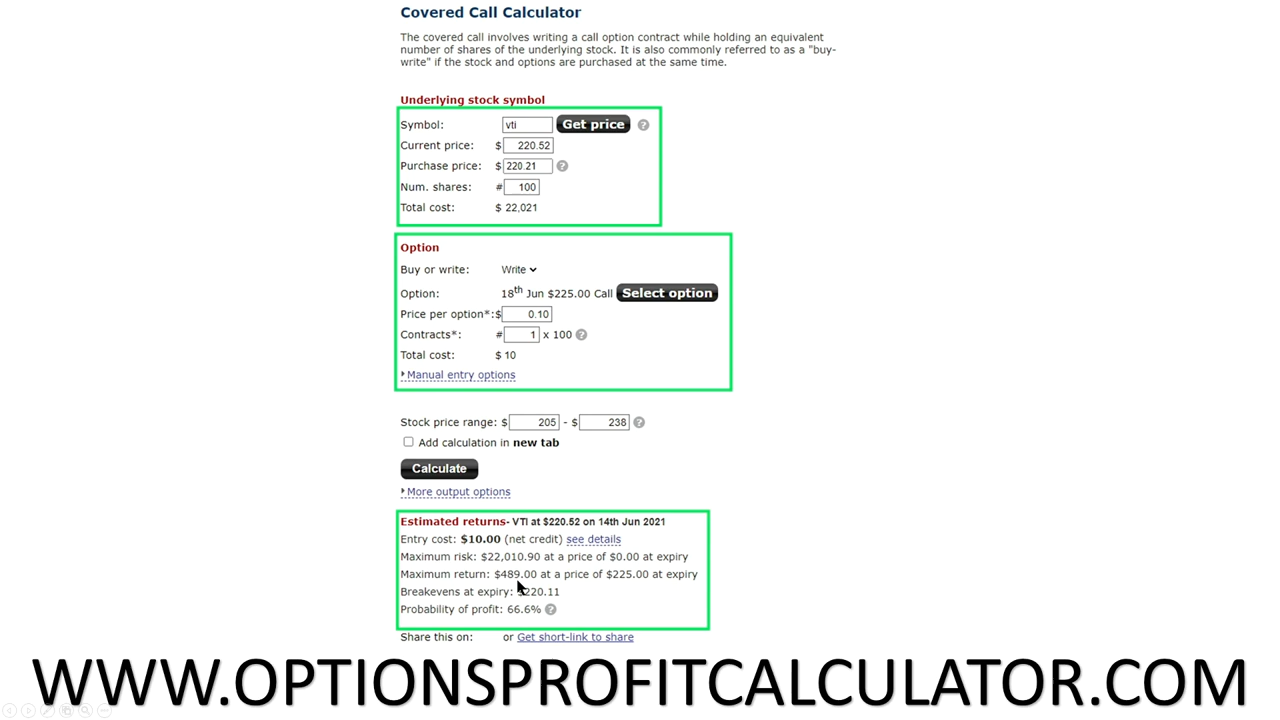 Covered Call Calculator
The covered call involves writing a call option contract while holding an equivalent
number of shares of the underlying stock. It is also commonly referred to as a "buy-
write" if the stock and options are purchased at the same time.
Underlying stock symbol
Symbol: vti Get price ?
Current price: $ 220.52
Purchase price: $ 220.21 ?
Num. shares: # 100
Total cost: $ 22,021
Option
Buy or write: Write
Option: 18th Jun $225.00 Call Select option
Price per option*:$ 0.10
Contracts*: # 1 x 100 ?
Total cost: $ 10
Manual entry options
Stock price range: $ 205 - $ 238 ?
Add calculation in new tab
Calculate
More output options
Estimated returns- VTI at $220.52 on 14th Jun 2021
Entry cost: $10.00 (net credit) see details
Maximum risk: $22,010.90 at a price of $0.00 at expiry
Maximum return: $489.00 at a price of $225.00 at expiry
Breakevens at expiry: $220.11
Probability of profit: 66.6% ?
Share this on: or Get short-link to share
WWW.OPTIONSPROFITCALCULATOR.COM